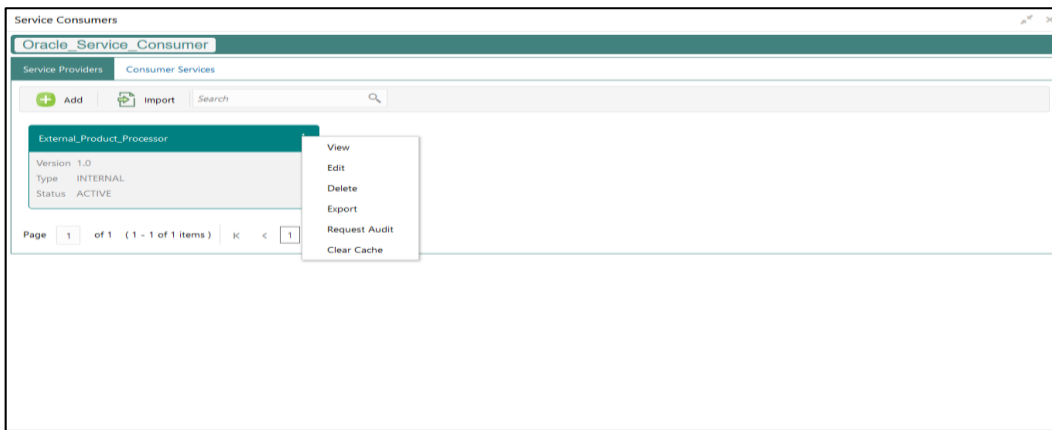 Service Consumers
Oracle_Service_Consumer
Service Providers Consumer Services
Add Import Search
External_Product_Processor
Version 1.0
Type INTERNAL
Status ACTIVE
View
Edit
Delete
Export
Request Audit
Clear Cache
Page 1 of 1 ( 1 - 1 of 1 items ) K < 1